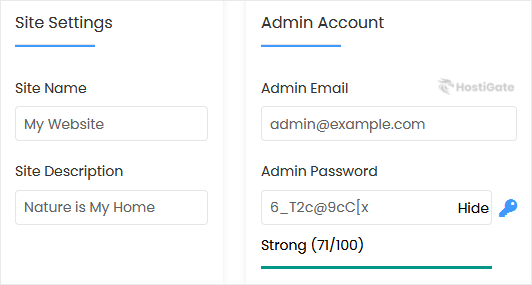 Site Settings
Site Name
My Website
Site Description
Nature is My Home
Admin Account
HostiGate
Admin Email
admin@example.com
Admin Password
6_T2c@9cC[x
Hide
Strong (71/100)